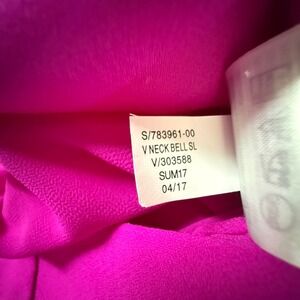 S/783961-00
V NECK BELL SL
V/303588
SUM17
04/17